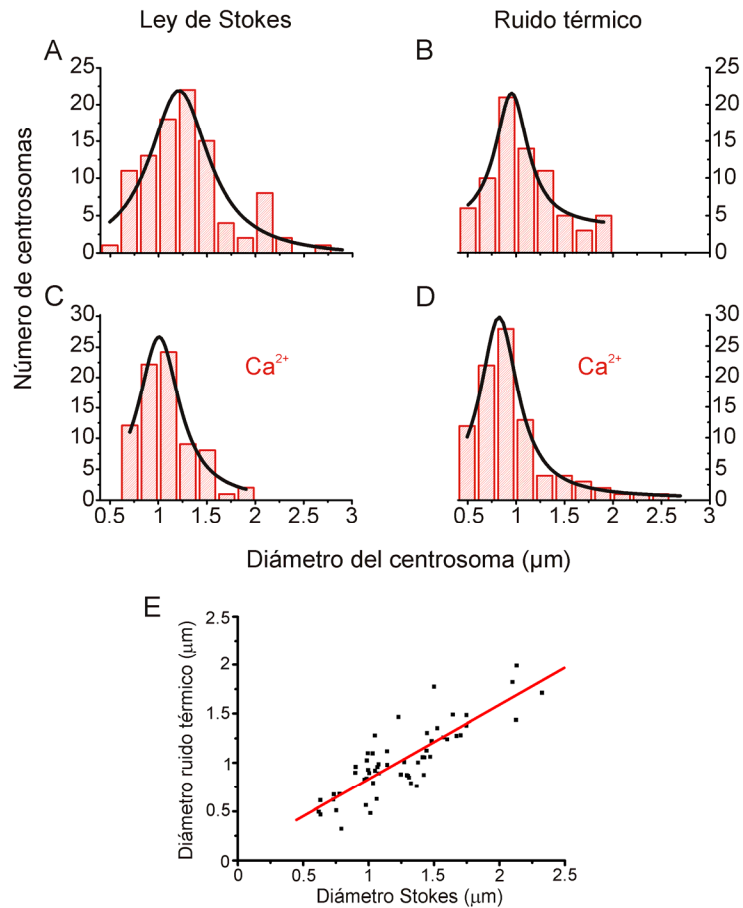 Ley de Stokes
Ruido térmico
A
B
25
20
15
10
5
0
25
20
15
10
5
0
Número de centrosomas
C
D
30
25
20
15
10
5
0
Ca²⁺
Ca²⁺
30
25
20
15
10
5
0
0.5 1 1.5 2 2.5 3
0.5 1 1.5 2 2.5 3
Diámetro del centrosoma (µm)
E
2.5
2
1.5
1
0.5
0
Diámetro ruido térmico (µm)
0 0.5 1 1.5 2 2.5
Diámetro Stokes (µm)